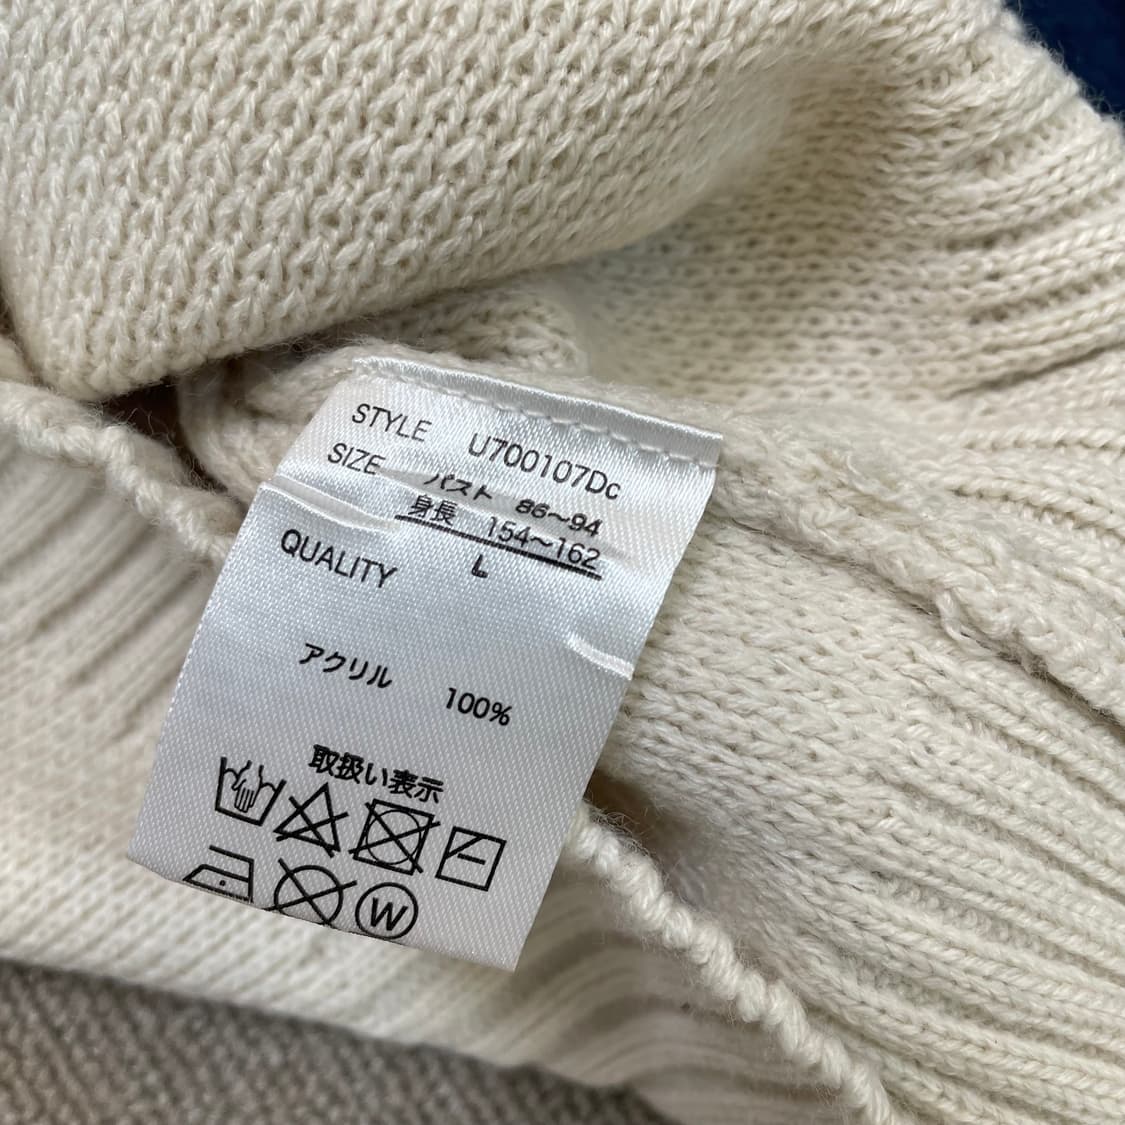 STYLE U700107Dc
SIZE バスト 86〜94
身長 154〜162
L
QUALITY
アクリル 100%
取扱い表示
W